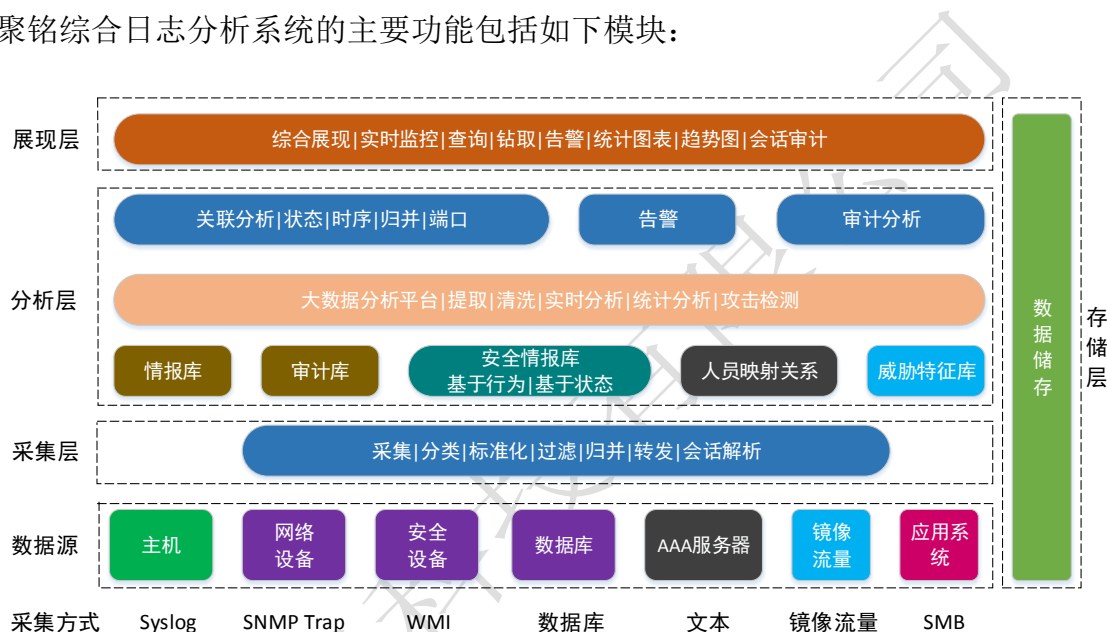 聚铭综合日志分析系统的主要功能包括如下模块：
展现层
综合展现|实时监控|查询|钻取|告警|统计图表|趋势图|会话审计
关联分析|状态|时序|归并|端口
告警
审计分析
分析层
大数据分析平台|提取|清洗|实时分析|统计分析|攻击检测
情报库
审计库
安全情报库
基于行为|基于状态
人员映射关系
威胁特征库
采集层
采集|分类|标准化|过滤|归并|转发|会话解析
数据源
主机
网络
设备
安全
设备
数据库
AAA服务器
镜像
流量
应用系
统
数
据
储
存
存
储
层
采集方式
Syslog
SNMP Trap
WMI
数据库
文本
镜像流量
SMB
科技有限公司